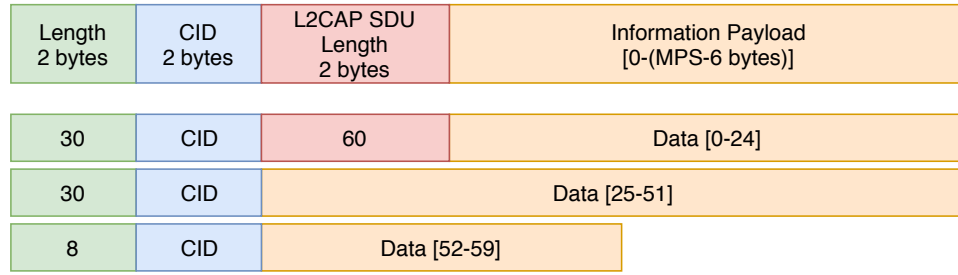 Length
2 bytes
CID
2 bytes
L2CAP SDU
Length
2 bytes
Information Payload
[0-(MPS-6 bytes)]
30
CID
60
Data [0-24]
30
CID
Data [25-51]
8
CID
Data [52-59]